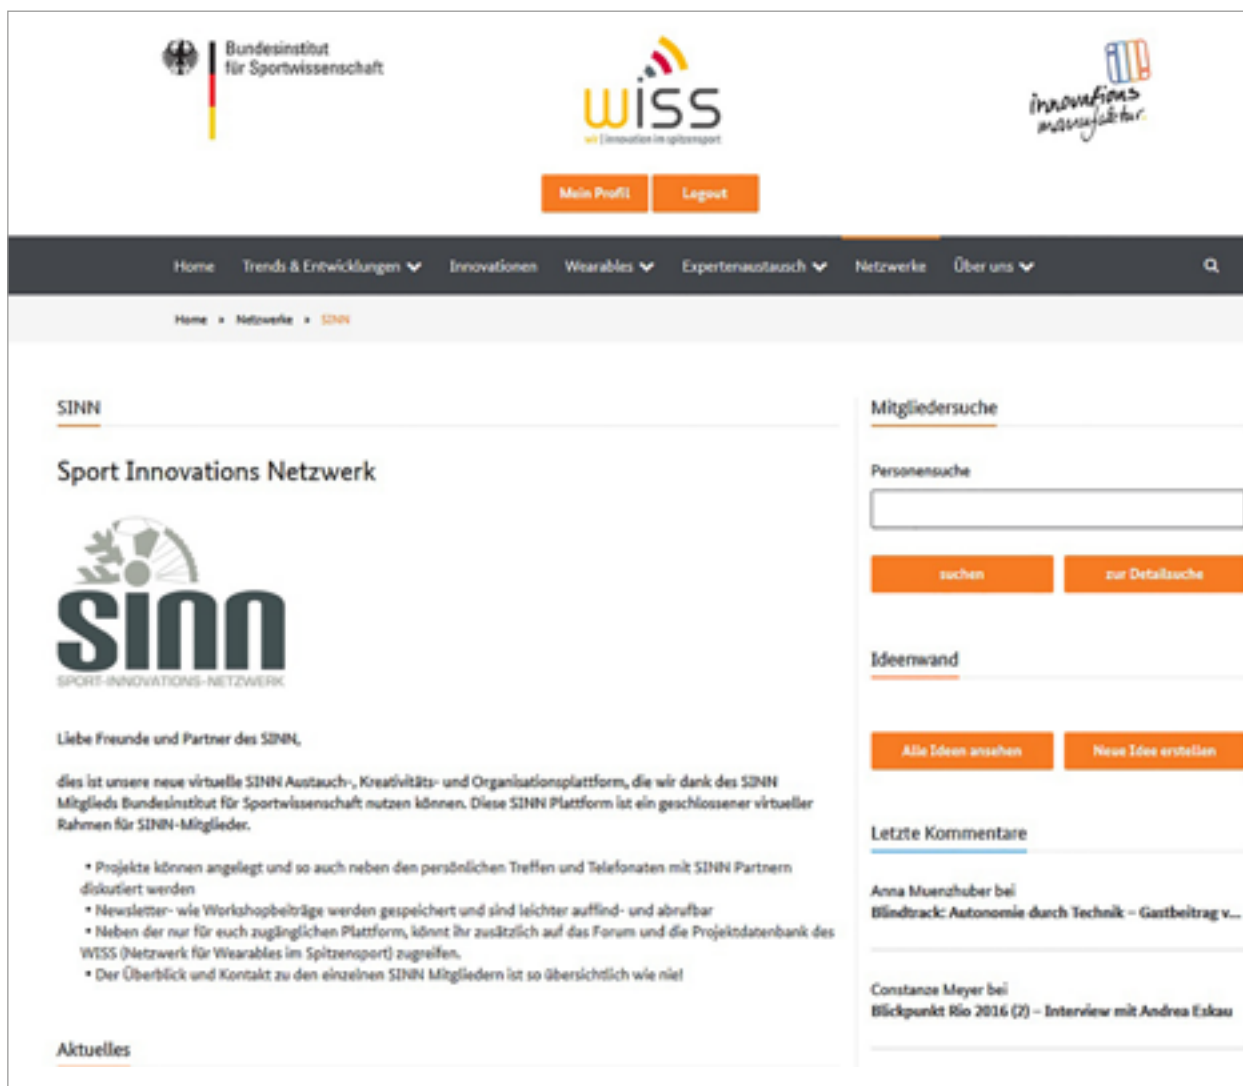 Bundesinstitut
für Sportwissenschaft
wiss
wir | innovation im spitzensport
innovations
manufaktur.
Mein Profil
Logout
Home
Trends & Entwicklungen
Innovationen
Wearables
Expertenaustausch
Netzwerke
Über uns
Home » Netzwerke » SINN
SINN
Sport Innovations Netzwerk
sinn
SPORT-INNOVATIONS-NETZWERK
Liebe Freunde und Partner des SINN,
dies ist unsere neue virtuelle SINN Austauch-, Kreativitäts- und Organisationsplattform, die wir dank des SINN
Mitglieds Bundesinstitut für Sportwissenschaft nutzen können. Diese SINN Plattform ist ein geschlossener virtueller
Rahmen für SINN-Mitglieder.
• Projekte können angelegt und so auch neben den persönlichen Treffen und Telefonaten mit SINN Partnern
diskutiert werden
• Newsletter- wie Workshopbeiträge werden gespeichert und sind leichter auffind- und abrufbar
• Neben der nur für euch zugänglichen Plattform, könnt ihr zusätzlich auf das Forum und die Projektdatenbank des
WISS (Netzwerk für Wearables im Spitzensport) zugreifen.
• Der Überblick und Kontakt zu den einzelnen SINN Mitgliedern ist so übersichtlich wie nie!
Aktuelles
Mitgliedersuche
Personensuche
suchen
zur Detailsuche
Ideenwand
Alle Ideen ansehen
Neue Idee erstellen
Letzte Kommentare
Anna Muenzhuber bei
Blindtrack: Autonomie durch Technik – Gastbeitrag v...
Constanze Meyer bei
Blickpunkt Rio 2016 (2) – Interview mit Andrea Eskau